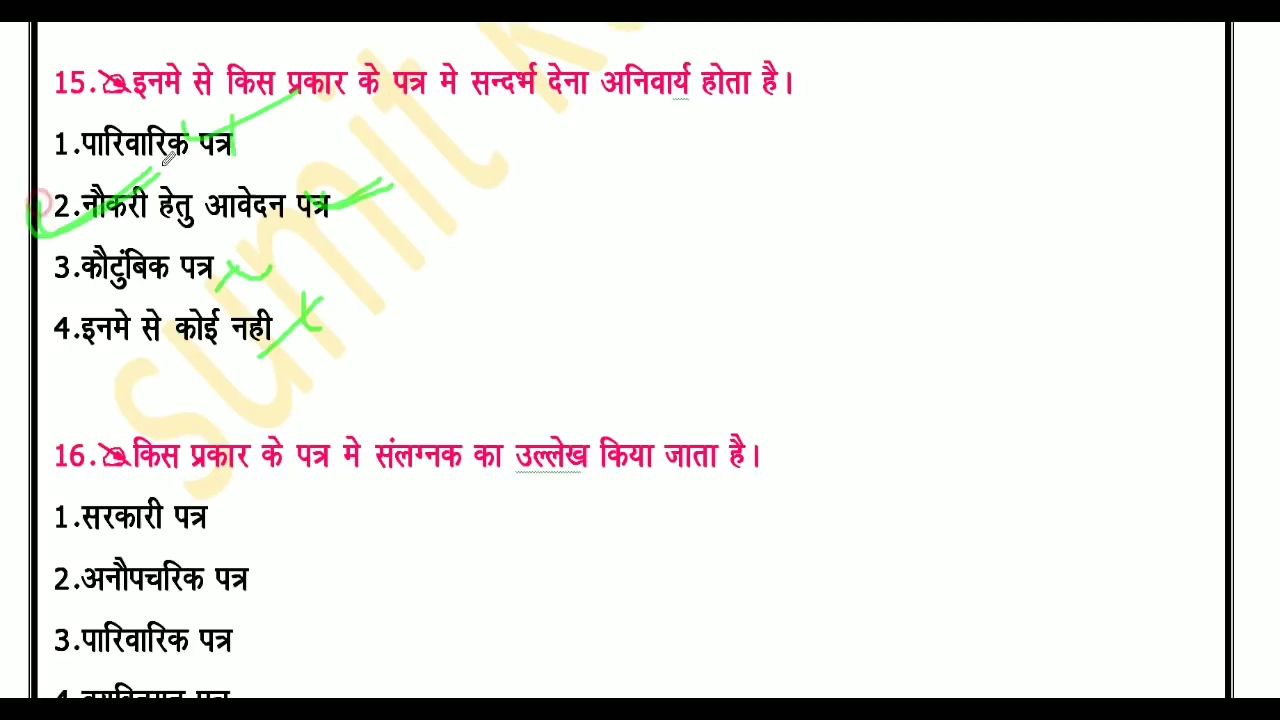 15. इनमे से किस प्रकार के पत्र मे सन्दर्भ देना अनिवार्य होता है।
1.पारिवारिक पत्र
2.नौकरी हेतु आवेदन पत्र
3.कौटुंबिक पत्र
4.इनमे से कोई नही
16. किस प्रकार के पत्र मे संलग्नक का उल्लेख किया जाता है।
1.सरकारी पत्र
2.अनौपचरिक पत्र
3.पारिवारिक पत्र
sumit